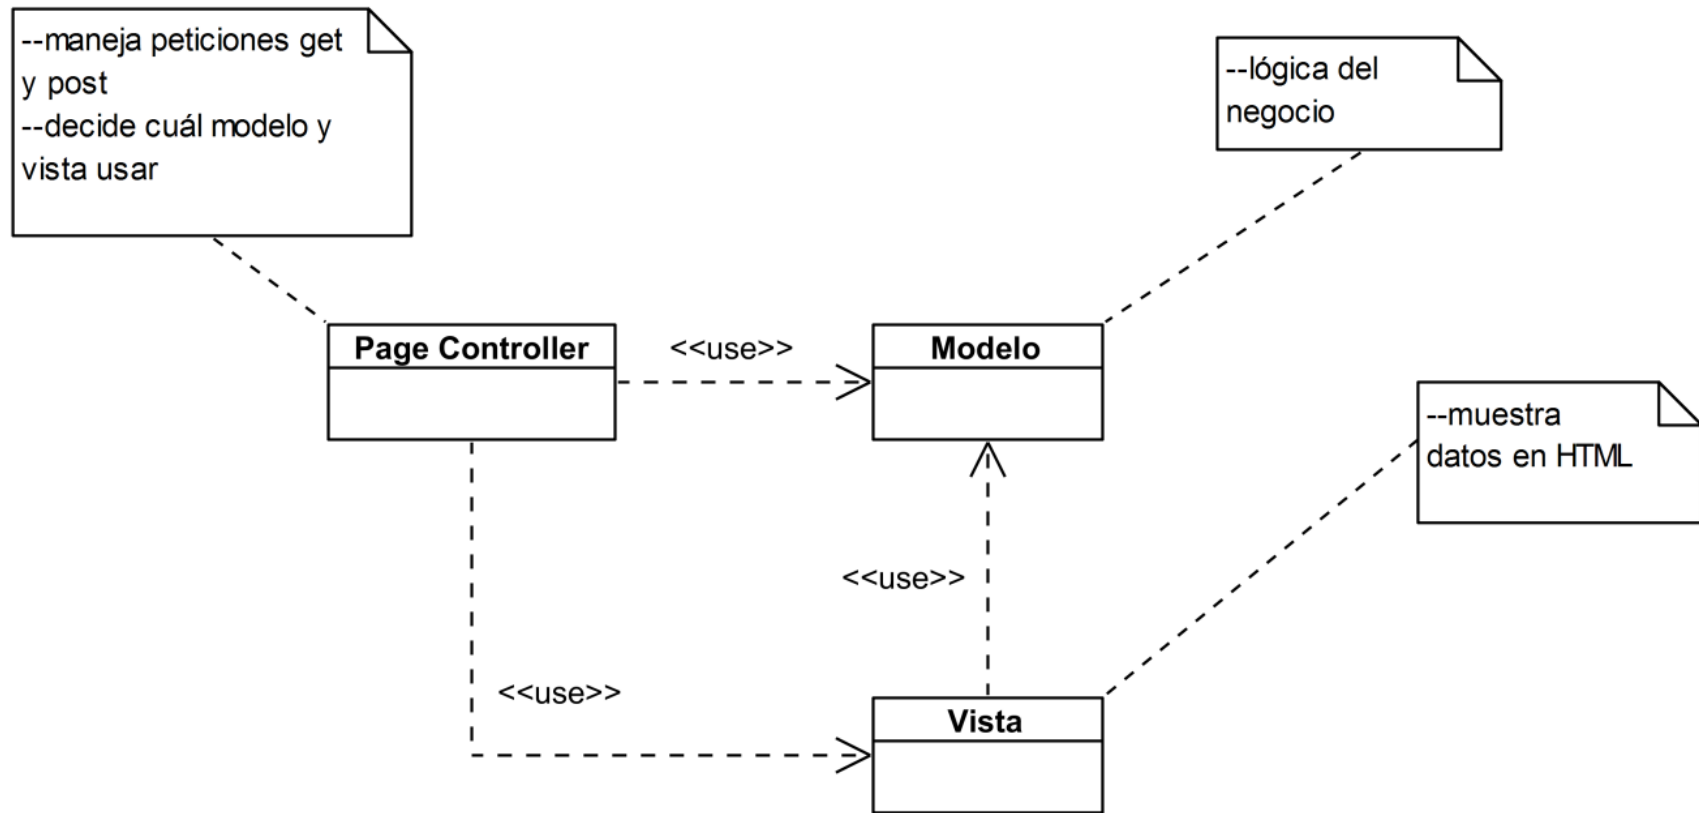 --maneja peticiones get
y post
--decide cuál modelo y
vista usar
--lógica del
negocio
Page Controller
<<use>>
Modelo
--muestra
datos en HTML
<<use>>
<<use>>
Vista